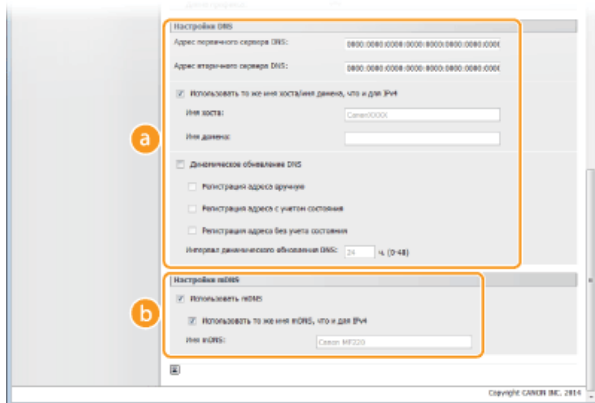 Настройки DNS
Адрес первичного сервера DNS: 0000:0000:0000:0000:0000:0000:0000:000
Адрес вторичного сервера DNS: 0000:0000:0000:0000:0000:0000:0000:000
Использовать то же имя хоста/имя домена, что и для IPv4
Имя хоста: CanonXXXX
a
Имя домена:
Динамическое обновление DNS
Регистрация адреса вручную
Регистрация адреса с учетом состояния
Регистрация адреса без учета состояния
Интервал динамического обновления DNS: 24 ч. (0-48)
Настройки mDNS
Использовать mDNS
b
Использовать то же имя mDNS, что и для IPv4
Имя mDNS: Canon MF220
Copyright CANON INC. 2014